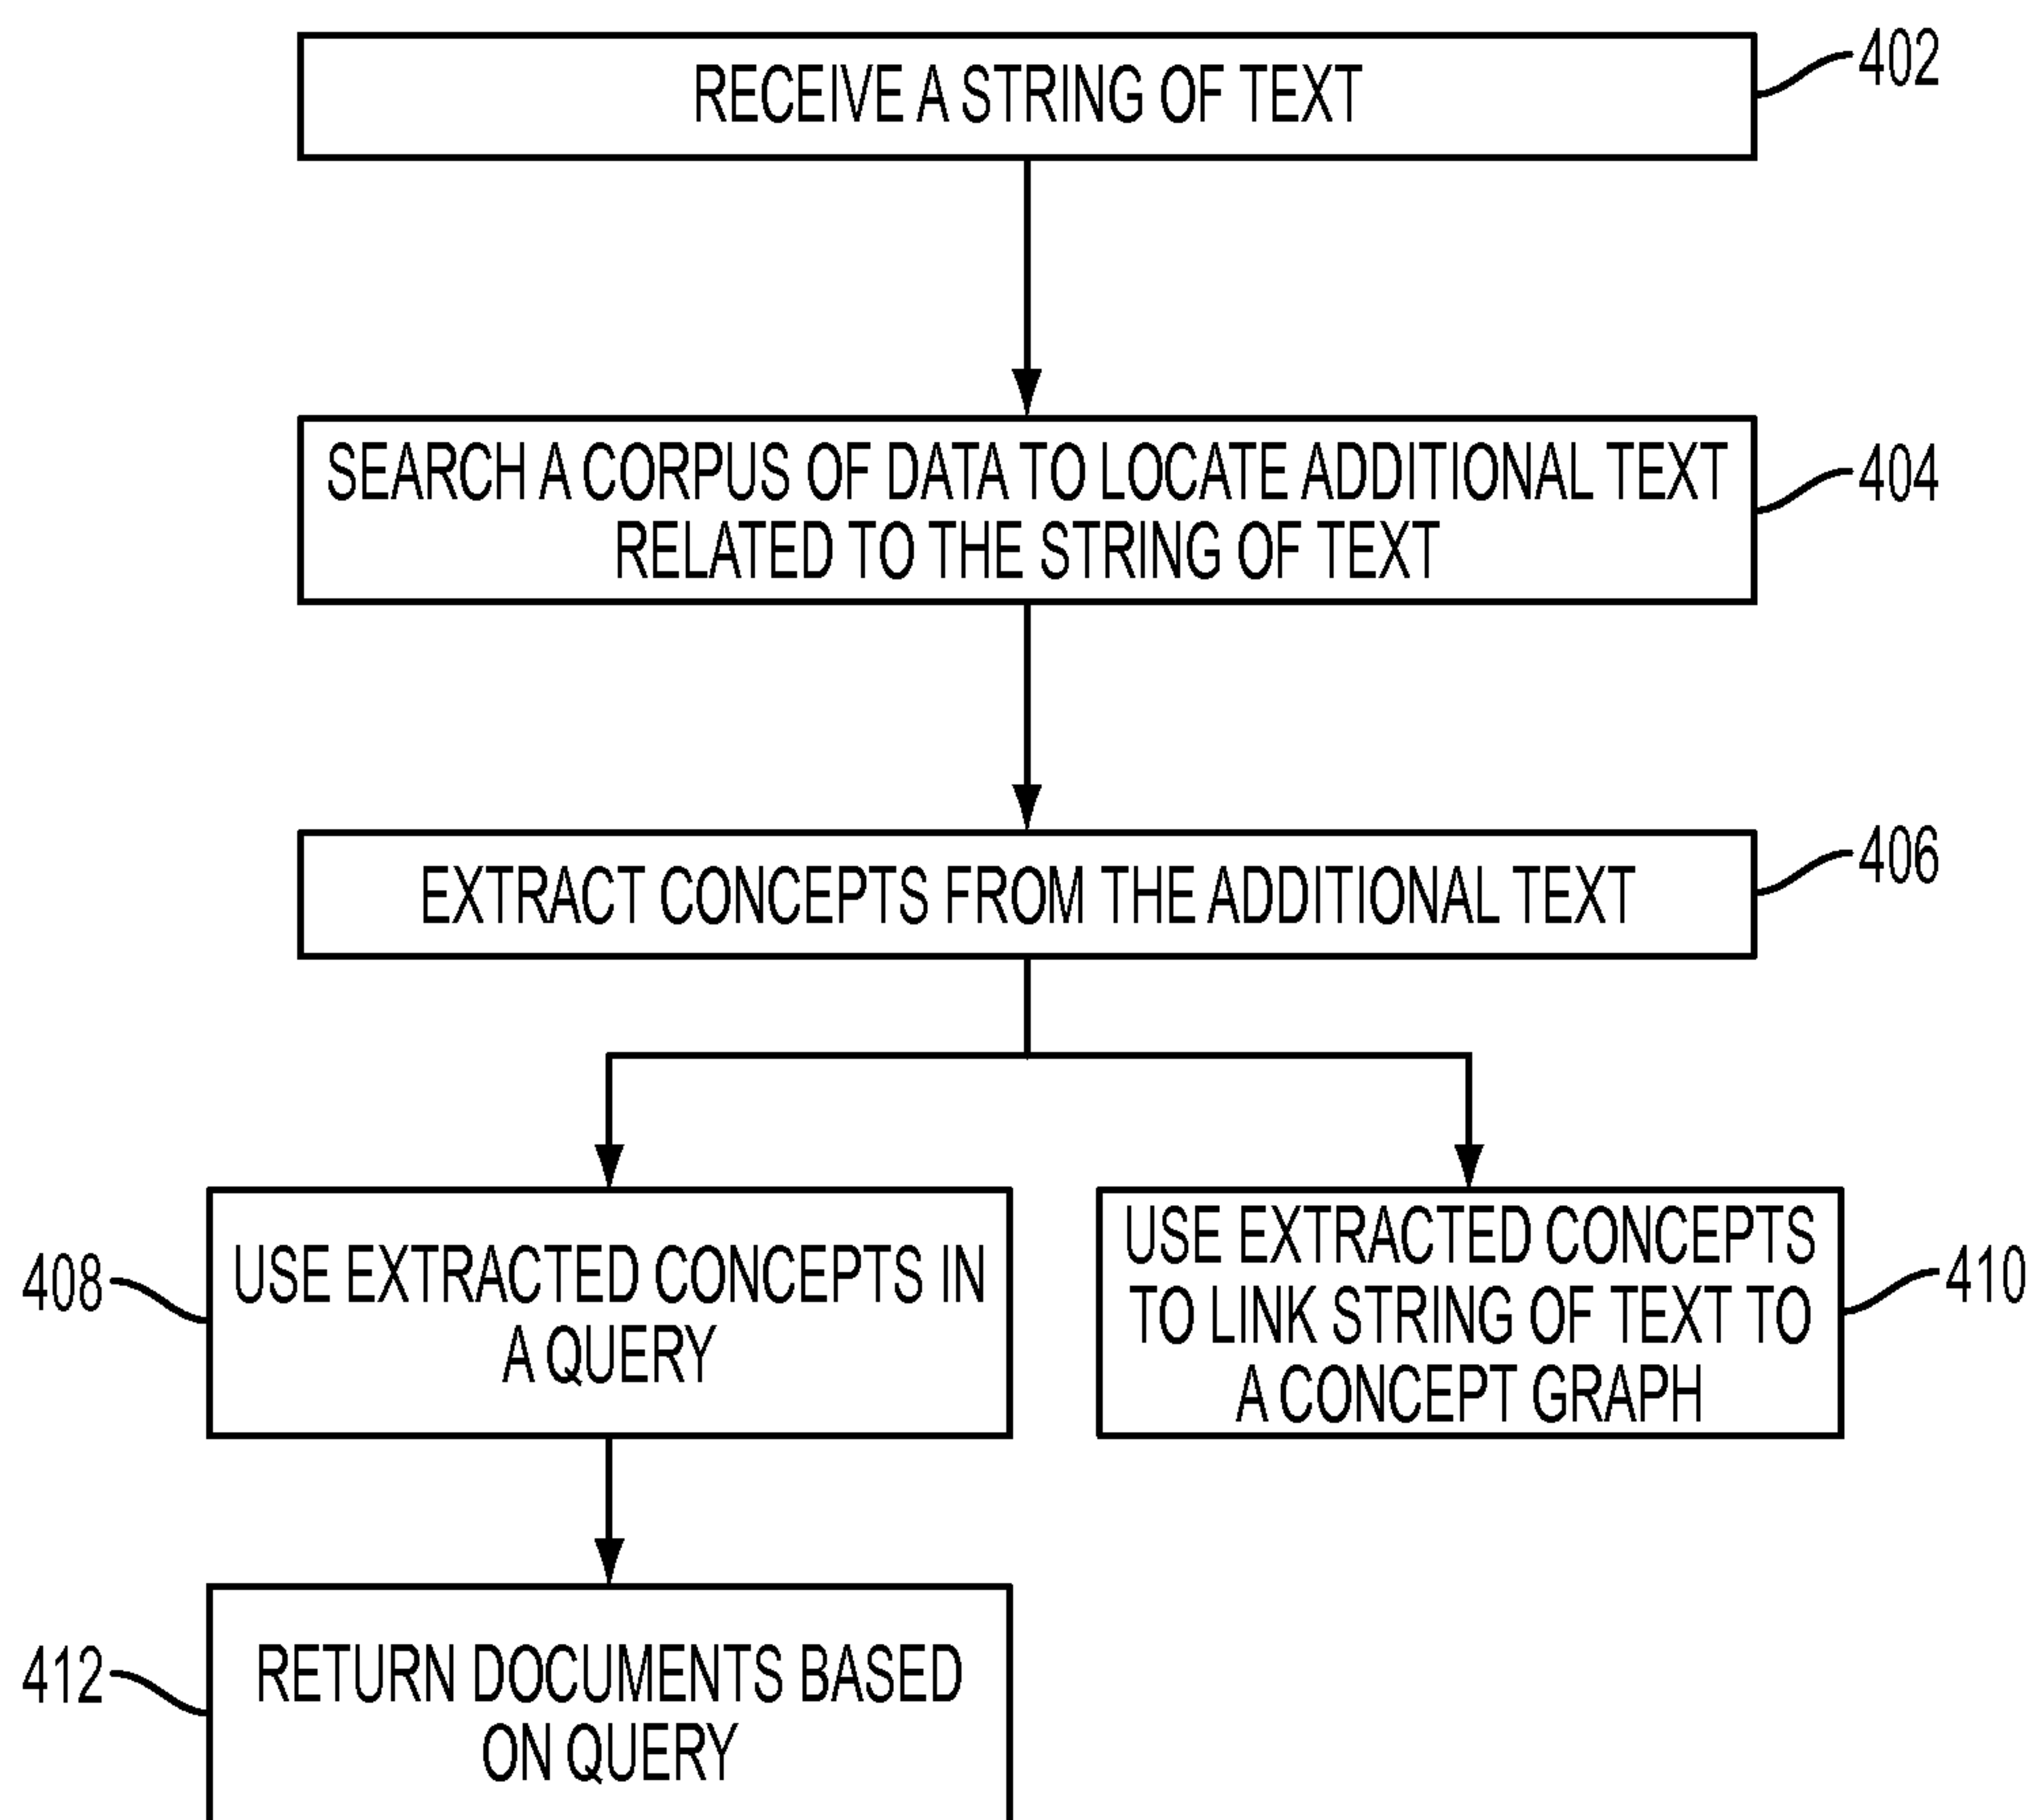 RECEIVE A STRING OF TEXT
402
SEARCH A CORPUS OF DATA TO LOCATE ADDITIONAL TEXT
RELATED TO THE STRING OF TEXT
404
EXTRACT CONCEPTS FROM THE ADDITIONAL TEXT
406
408
USE EXTRACTED CONCEPTS IN
A QUERY
USE EXTRACTED CONCEPTS
TO LINK STRING OF TEXT TO
A CONCEPT GRAPH
410
412
RETURN DOCUMENTS BASED
ON QUERY